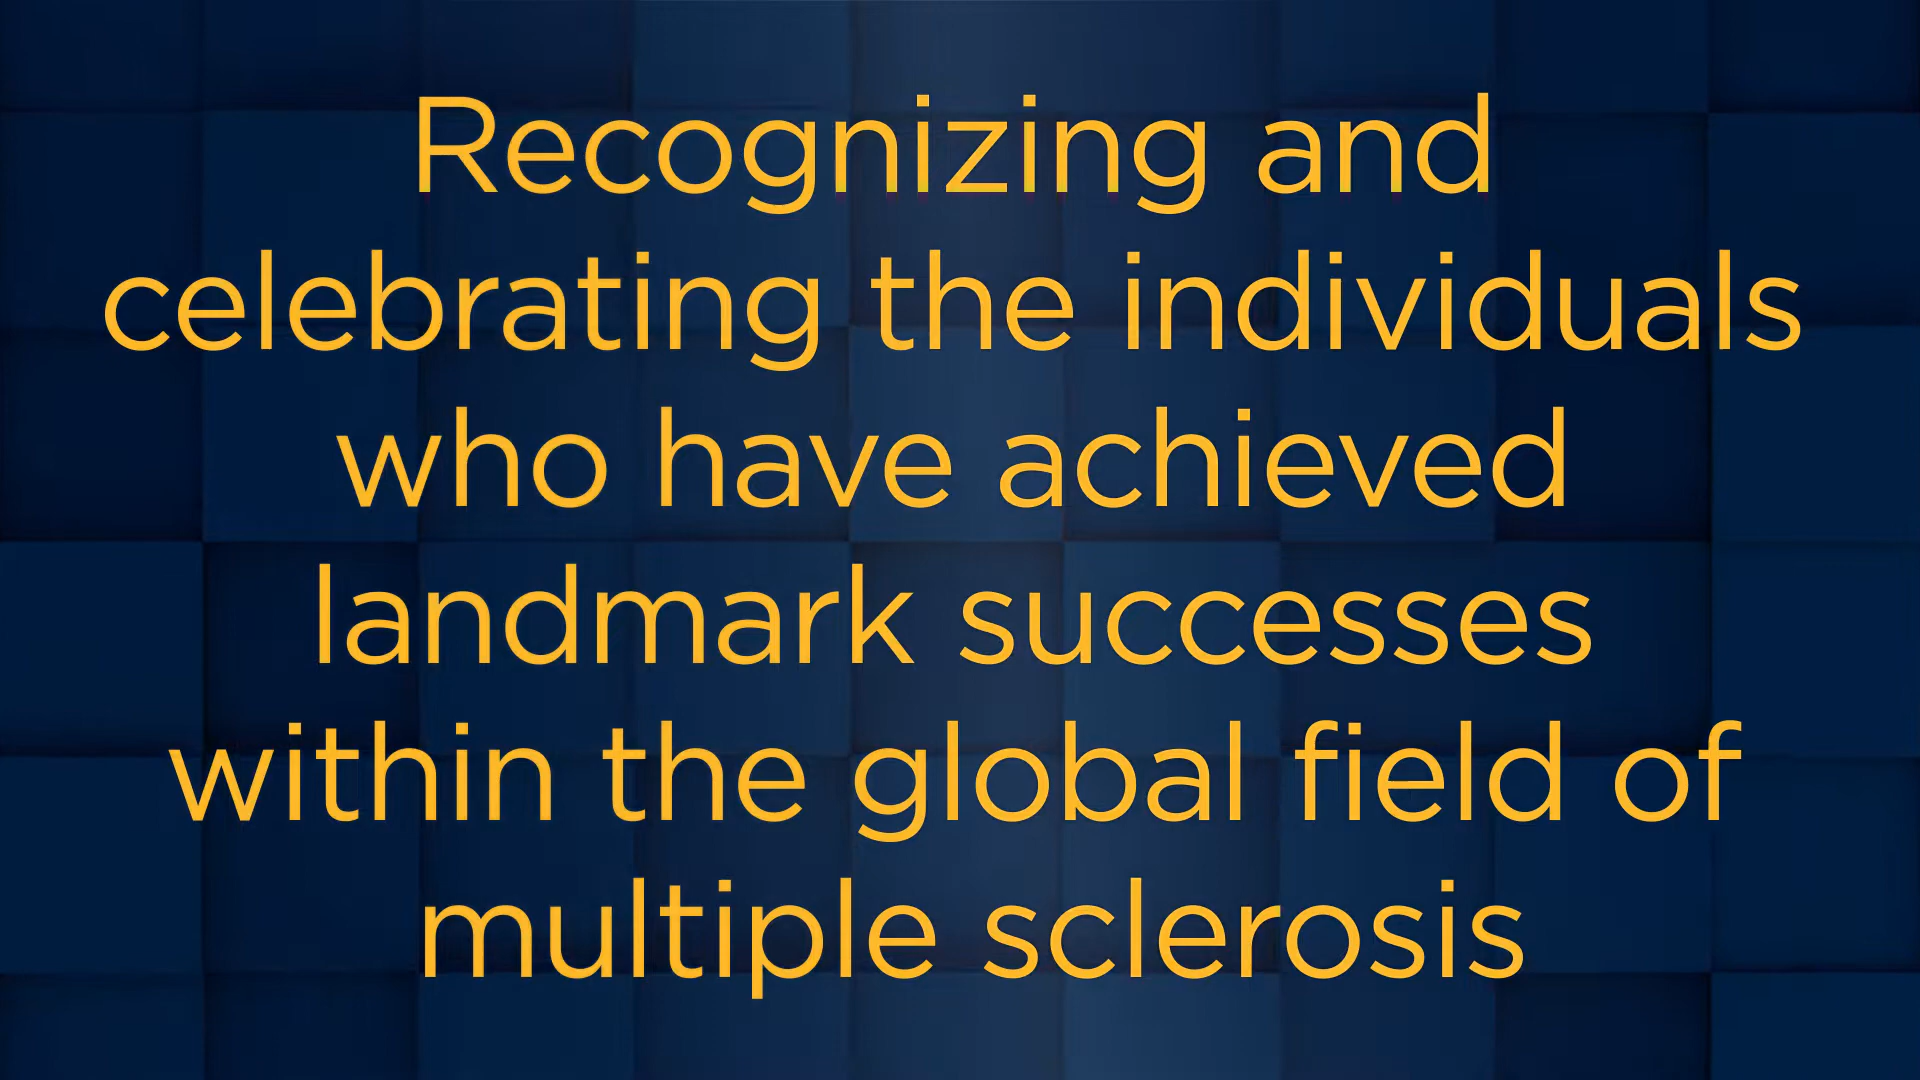 Recognizing and
celebrating the individuals
who have achieved
landmark successes
within the global field of
multiple sclerosis